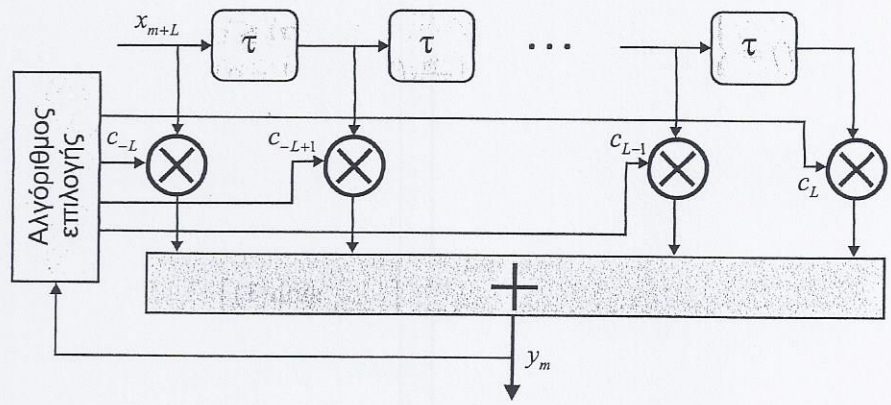 x_{m+L}
τ
τ
...
τ
Αλγόριθμος
επιλογής
c_{-L}
c_{-L+1}
c_{L-1}
c_L
+
y_m